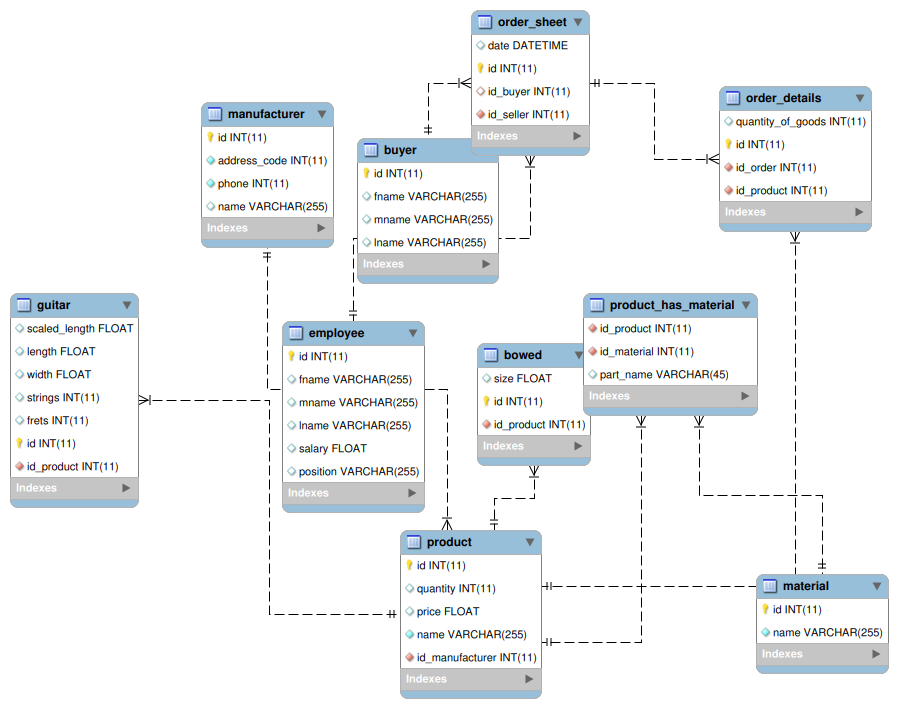 order_sheet
date DATETIME
id INT(11)
id_buyer INT(11)
id_seller INT(11)
Indexes
order_details
quantity_of_goods INT(11)
id INT(11)
id_order INT(11)
id_product INT(11)
Indexes
manufacturer
id INT(11)
address_code INT(11)
phone INT(11)
name VARCHAR(255)
Indexes
buyer
id INT(11)
fname VARCHAR(255)
mname VARCHAR(255)
lname VARCHAR(255)
Indexes
guitar
scaled_length FLOAT
length FLOAT
width FLOAT
strings INT(11)
frets INT(11)
id INT(11)
id_product INT(11)
Indexes
employee
id INT(11)
fname VARCHAR(255)
mname VARCHAR(255)
lname VARCHAR(255)
salary FLOAT
position VARCHAR(255)
Indexes
bowed
size FLOAT
id INT(11)
id_product INT(11)
Indexes
product_has_material
id_product INT(11)
id_material INT(11)
part_name VARCHAR(45)
Indexes
product
id INT(11)
quantity INT(11)
price FLOAT
name VARCHAR(255)
id_manufacturer INT(11)
Indexes
material
id INT(11)
name VARCHAR(255)
Indexes